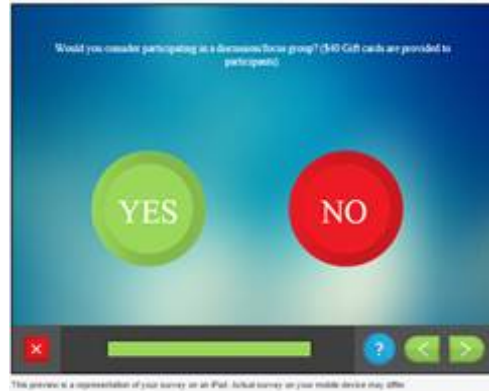 Would you consider participating in a discussion/focus group? ($40 Gift cards are provided to
participants)
YES
NO
?
This preview is a representation of your survey on an iPad. Actual survey on your mobile device may differ.